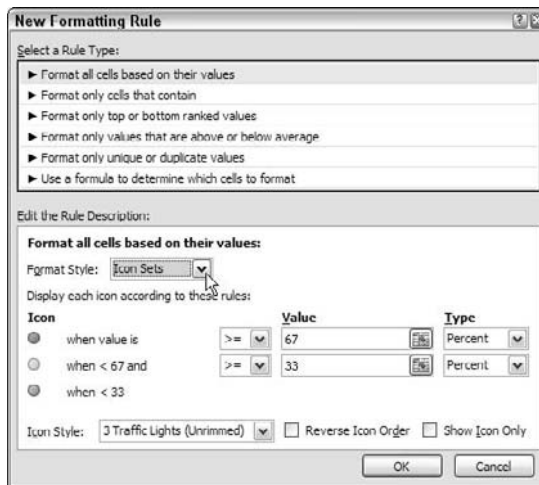 New Formatting Rule
Select a Rule Type:
► Format all cells based on their values
► Format only cells that contain
► Format only top or bottom ranked values
► Format only values that are above or below average
► Format only unique or duplicate values
► Use a formula to determine which cells to format
Edit the Rule Description:
Format all cells based on their values:
Format Style: Icon Sets
Display each icon according to these rules:
Icon Value Type
when value is >= 67 Percent
when < 67 and >= 33 Percent
when < 33
Icon Style: 3 Traffic Lights (Unrimmed) Reverse Icon Order Show Icon Only
OK Cancel